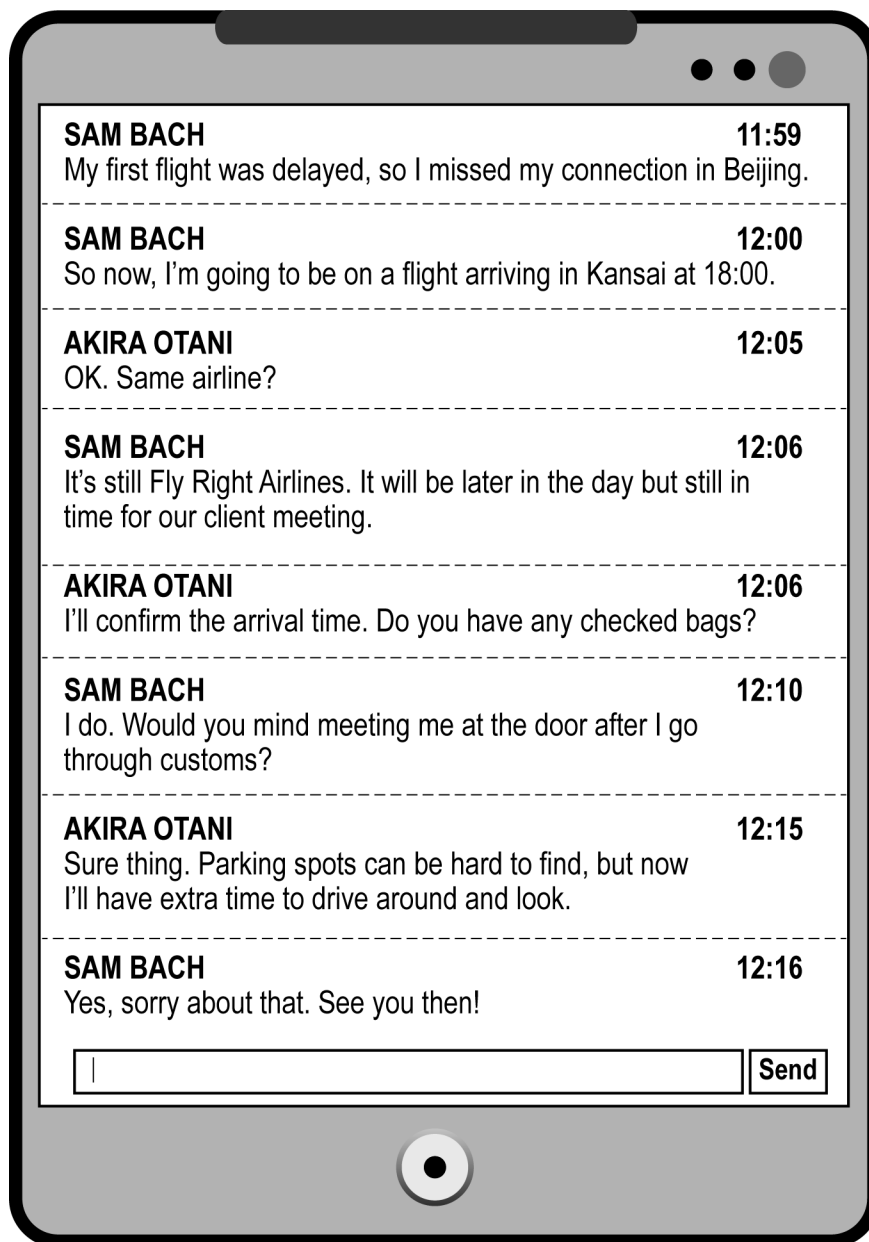 SAM BACH 11:59
My first flight was delayed, so I missed my connection in Beijing.
SAM BACH 12:00
So now, I'm going to be on a flight arriving in Kansai at 18:00.
AKIRA OTANI 12:05
OK. Same airline?
SAM BACH 12:06
It's still Fly Right Airlines. It will be later in the day but still in
time for our client meeting.
AKIRA OTANI 12:06
I'll confirm the arrival time. Do you have any checked bags?
SAM BACH 12:10
I do. Would you mind meeting me at the door after I go
through customs?
AKIRA OTANI 12:15
Sure thing. Parking spots can be hard to find, but now
I'll have extra time to drive around and look.
SAM BACH 12:16
Yes, sorry about that. See you then!
Send